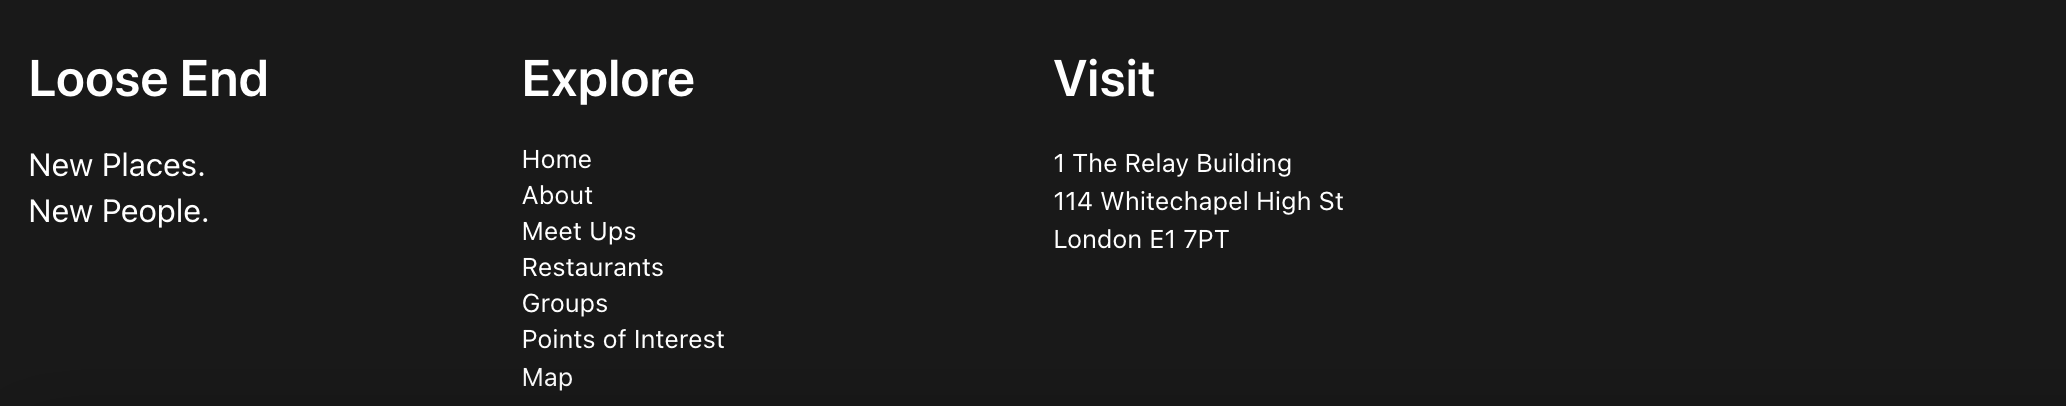 Loose End
New Places.
New People.
Explore
Home
About
Meet Ups
Restaurants
Groups
Points of Interest
Map
Visit
1 The Relay Building
114 Whitechapel High St
London E1 7PT